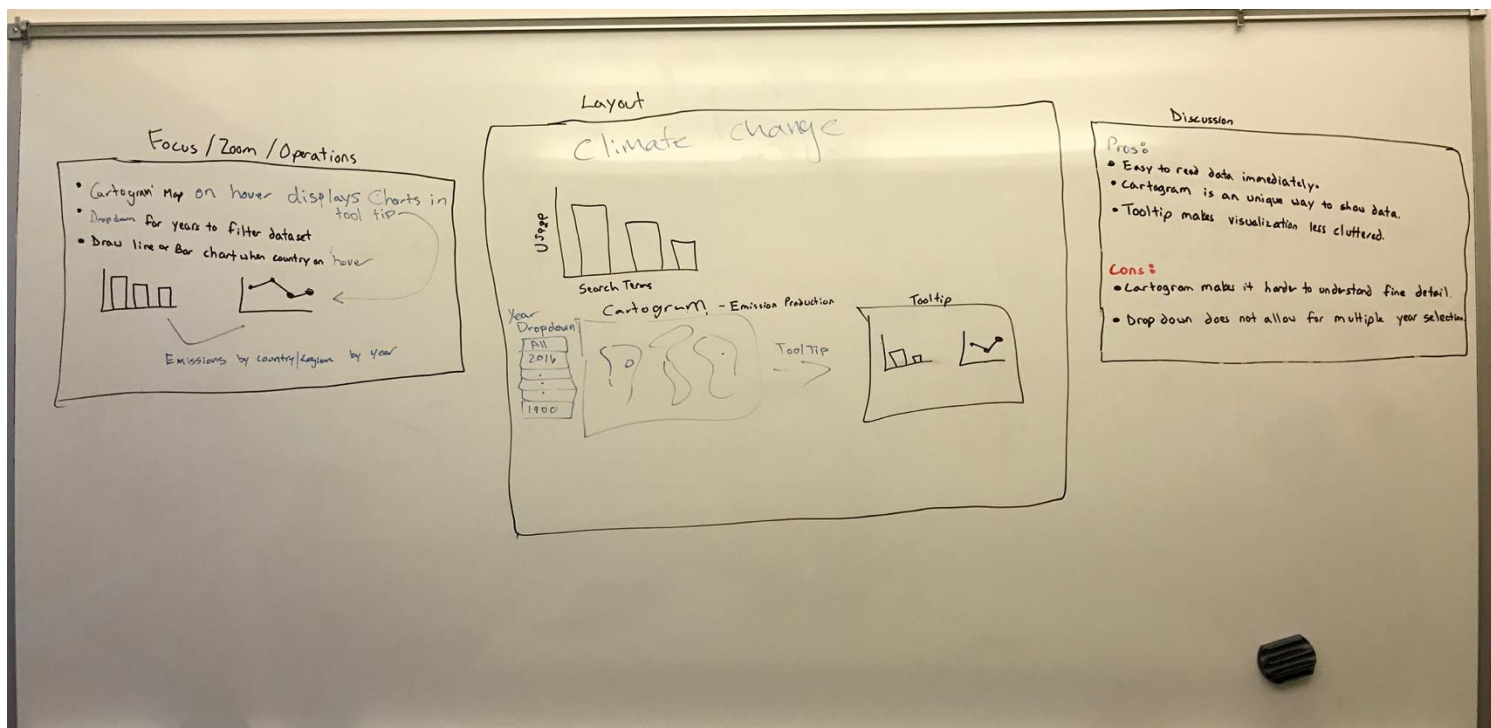 Focus / Zoom / Operations
• Cartogram Map on hover displays Charts in
tool tip
• Dropdown for years to filter dataset
• Draw line or Bar chart when country on hover
Emissions by country/Region by year
Layout
Climate change
Usage
Search Terms
Year
Dropdown
All
2016
1900
Cartogram - Emission Production
ToolTip
Tooltip
Discussion
Pros:
• Easy to read data immediately.
• Cartogram is an unique way to show data.
• Tooltip makes visualization less cluttered.
Cons:
• Cartogram makes it harder to understand fine detail.
• Drop down does not allow for multiple year selection.